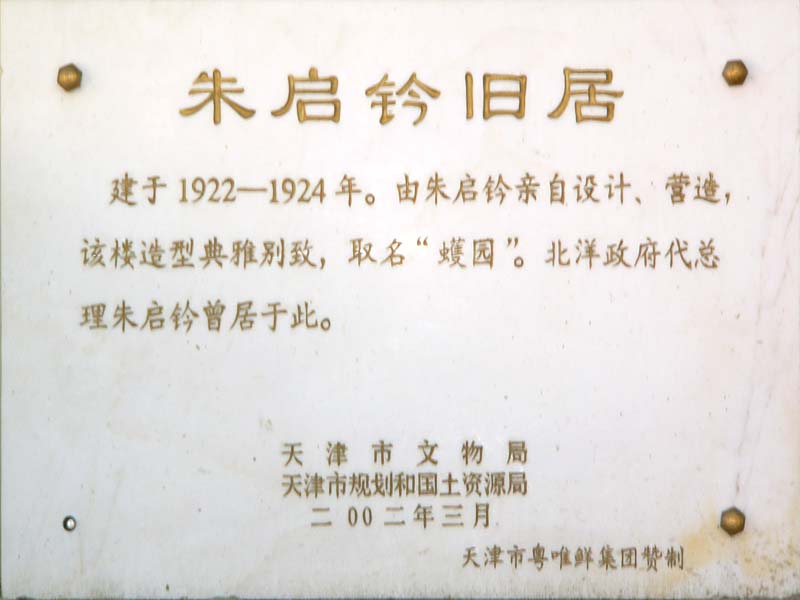 朱启钤旧居
建于1922—1924年。由朱启钤亲自设计、营造，
该楼造型典雅别致，取名“蠖园”。北洋政府代总
理朱启钤曾居于此。
天津市文物局
天津市规划和国土资源局
二00二年三月
天津市粤唯鲜集团赞制